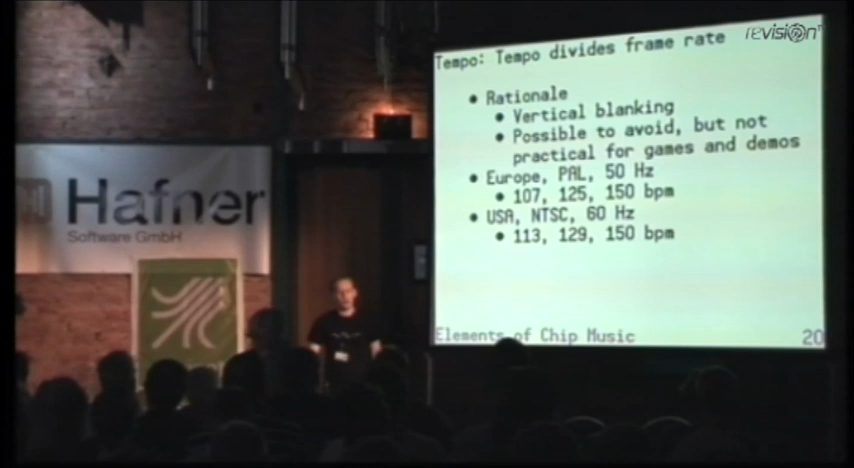 revision
Tempo: Tempo divides frame rate
• Rationale
• Vertical blanking
• Possible to avoid, but not
practical for games and demos
• Europe, PAL, 50 Hz
• 107, 125, 150 bpm
• USA, NTSC, 60 Hz
• 113, 129, 150 bpm
Elements of Chip Music 20
Hafner
Software GmbH